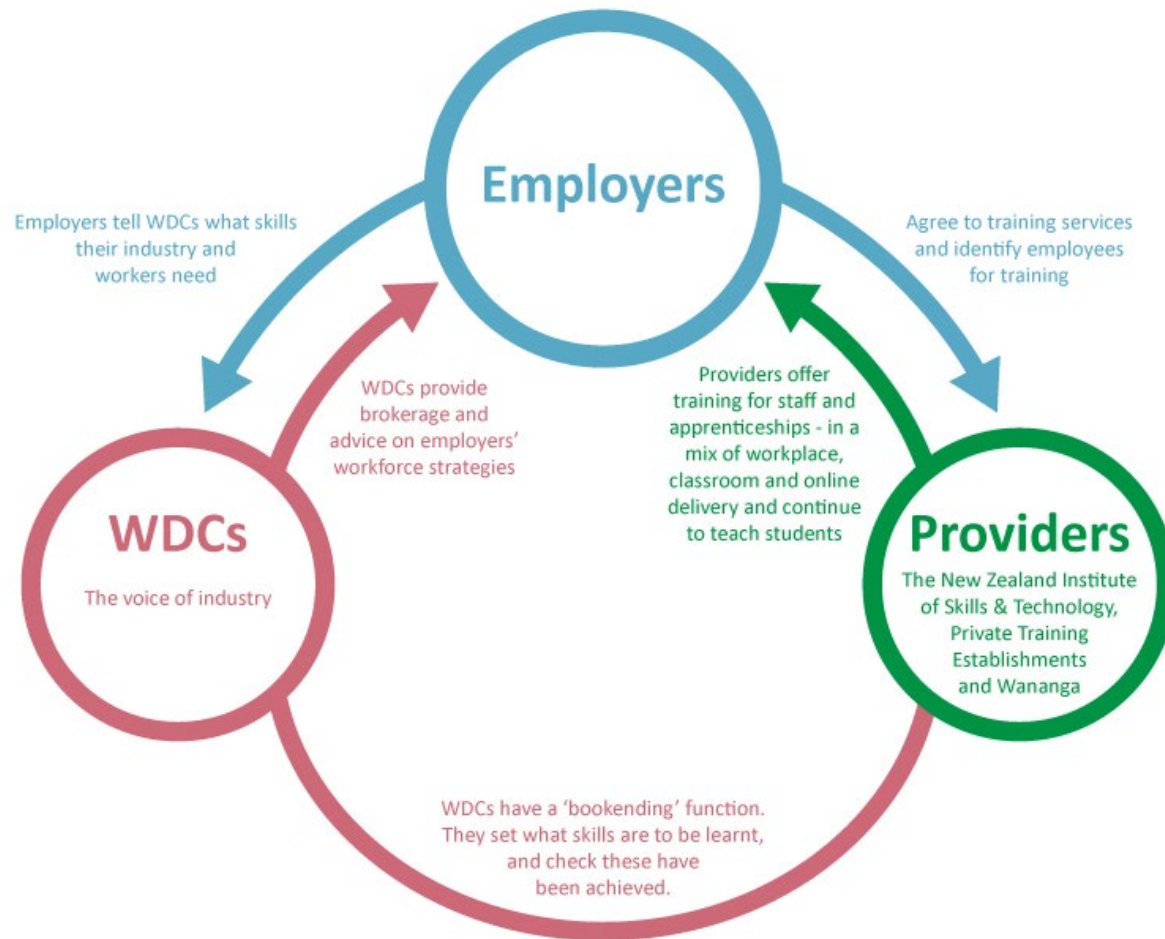 Employers
Employers tell WDCs what skills
their industry and
workers need
Agree to training services
and identify employees
for training
WDCs provide
brokerage and
advice on employers’
workforce strategies
Providers offer
training for staff and
apprenticeships - in a
mix of workplace,
classroom and online
delivery and continue
to teach students
WDCs
The voice of industry
Providers
The New Zealand Institute
of Skills & Technology,
Private Training
Establishments
and Wananga
WDCs have a ‘bookending’ function.
They set what skills are to be learnt,
and check these have
been achieved.